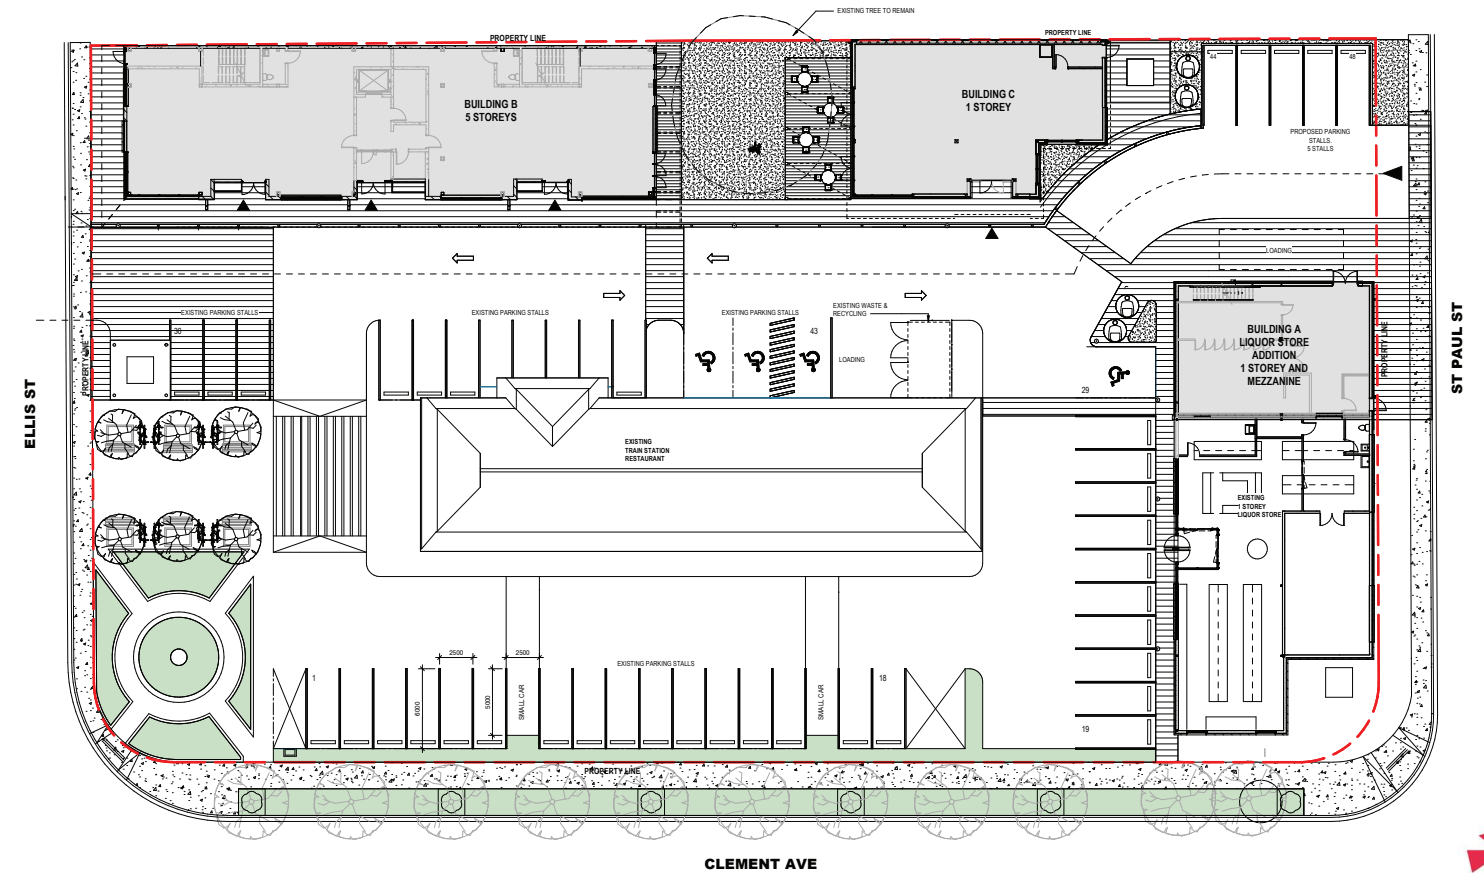 EXISTING TREE TO REMAIN
PROPERTY LINE
PROPERTY LINE
BUILDING B
5 STOREYS
BUILDING C
1 STOREY
44
48
PROPOSED PARKING
STALLS.
5 STALLS
LOADING
EXISTING PARKING STALLS
EXISTING PARKING STALLS
EXISTING PARKING STALLS
EXISTING WASTE &
RECYCLING
38
43
LOADING
29
BUILDING A
LIQUOR STORE
ADDITION
1 STOREY AND
MEZZANINE
PROPERTY LINE
PROPERTY LINE
ELLIS ST
ST PAUL ST
EXISTING
TRAIN STATION
RESTAURANT
EXISTING
1 STOREY
LIQUOR STORE
2500
2500
EXISTING PARKING STALLS
1
6000
5000
SMALL CAR
SMALL CAR
18
19
PROPERTY LINE
CLEMENT AVE